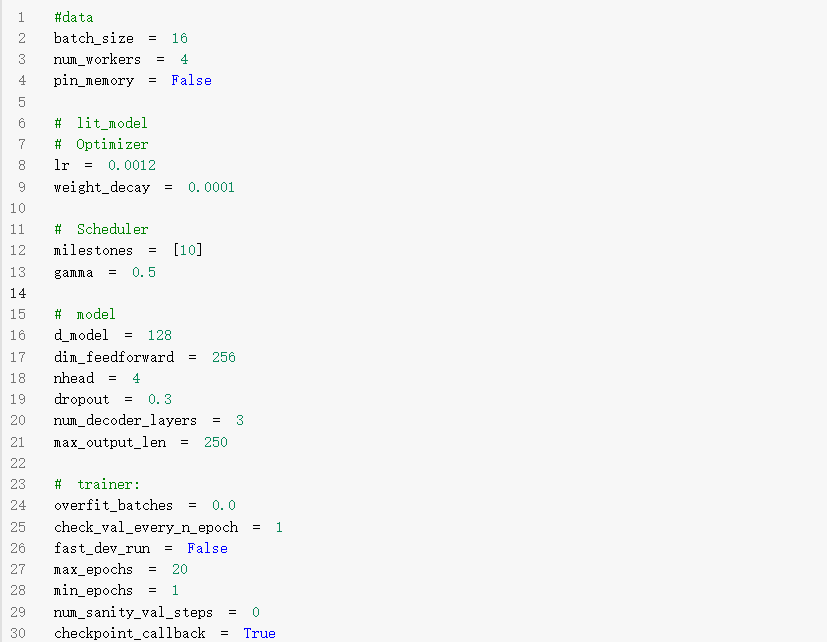 1 #data
2 batch_size = 16
3 num_workers = 4
4 pin_memory = False
5
6 # lit_model
7 # Optimizer
8 lr = 0.0012
9 weight_decay = 0.0001
10
11 # Scheduler
12 milestones = [10]
13 gamma = 0.5
14
15 # model
16 d_model = 128
17 dim_feedforward = 256
18 nhead = 4
19 dropout = 0.3
20 num_decoder_layers = 3
21 max_output_len = 250
22
23 # trainer:
24 overfit_batches = 0.0
25 check_val_every_n_epoch = 1
26 fast_dev_run = False
27 max_epochs = 20
28 min_epochs = 1
29 num_sanity_val_steps = 0
30 checkpoint_callback = True